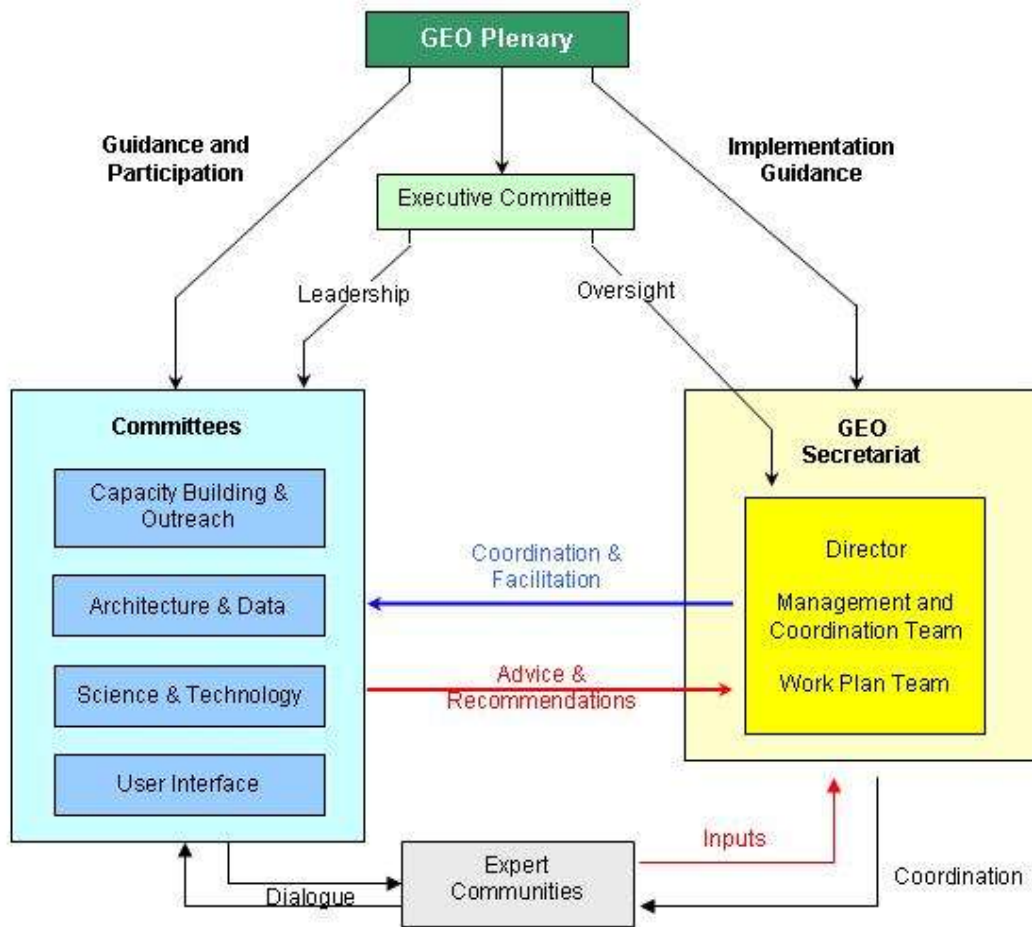 GEO Plenary
Guidance and
Participation
Implementation
Guidance
Executive Committee
Leadership
Oversight
Committees
Capacity Building &
Outreach
Architecture & Data
Science & Technology
User Interface
GEO
Secretariat
Director
Management and
Coordination Team
Work Plan Team
Coordination &
Facilitation
Advice &
Recommendations
Inputs
Expert
Communities
Dialogue
Coordination